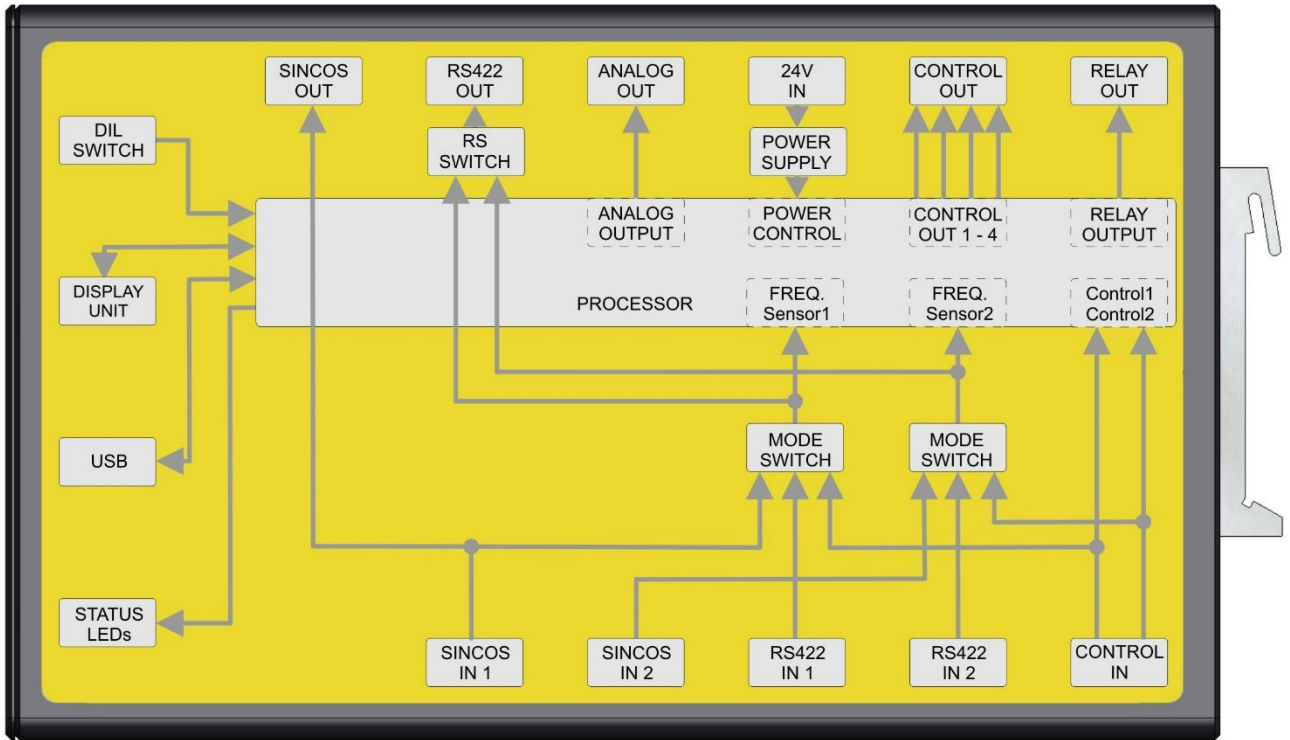 SINCOS
OUT
RS422
OUT
ANALOG
OUT
24V
IN
CONTROL
OUT
RELAY
OUT
DIL
SWITCH
RS
SWITCH
POWER
SUPPLY
ANALOG
OUTPUT
POWER
CONTROL
CONTROL
OUT 1 - 4
RELAY
OUTPUT
DISPLAY
UNIT
PROCESSOR
FREQ.
Sensor1
FREQ.
Sensor2
Control1
Control2
USB
MODE
SWITCH
MODE
SWITCH
STATUS
LEDs
SINCOS
IN 1
SINCOS
IN 2
RS422
IN 1
RS422
IN 2
CONTROL
IN